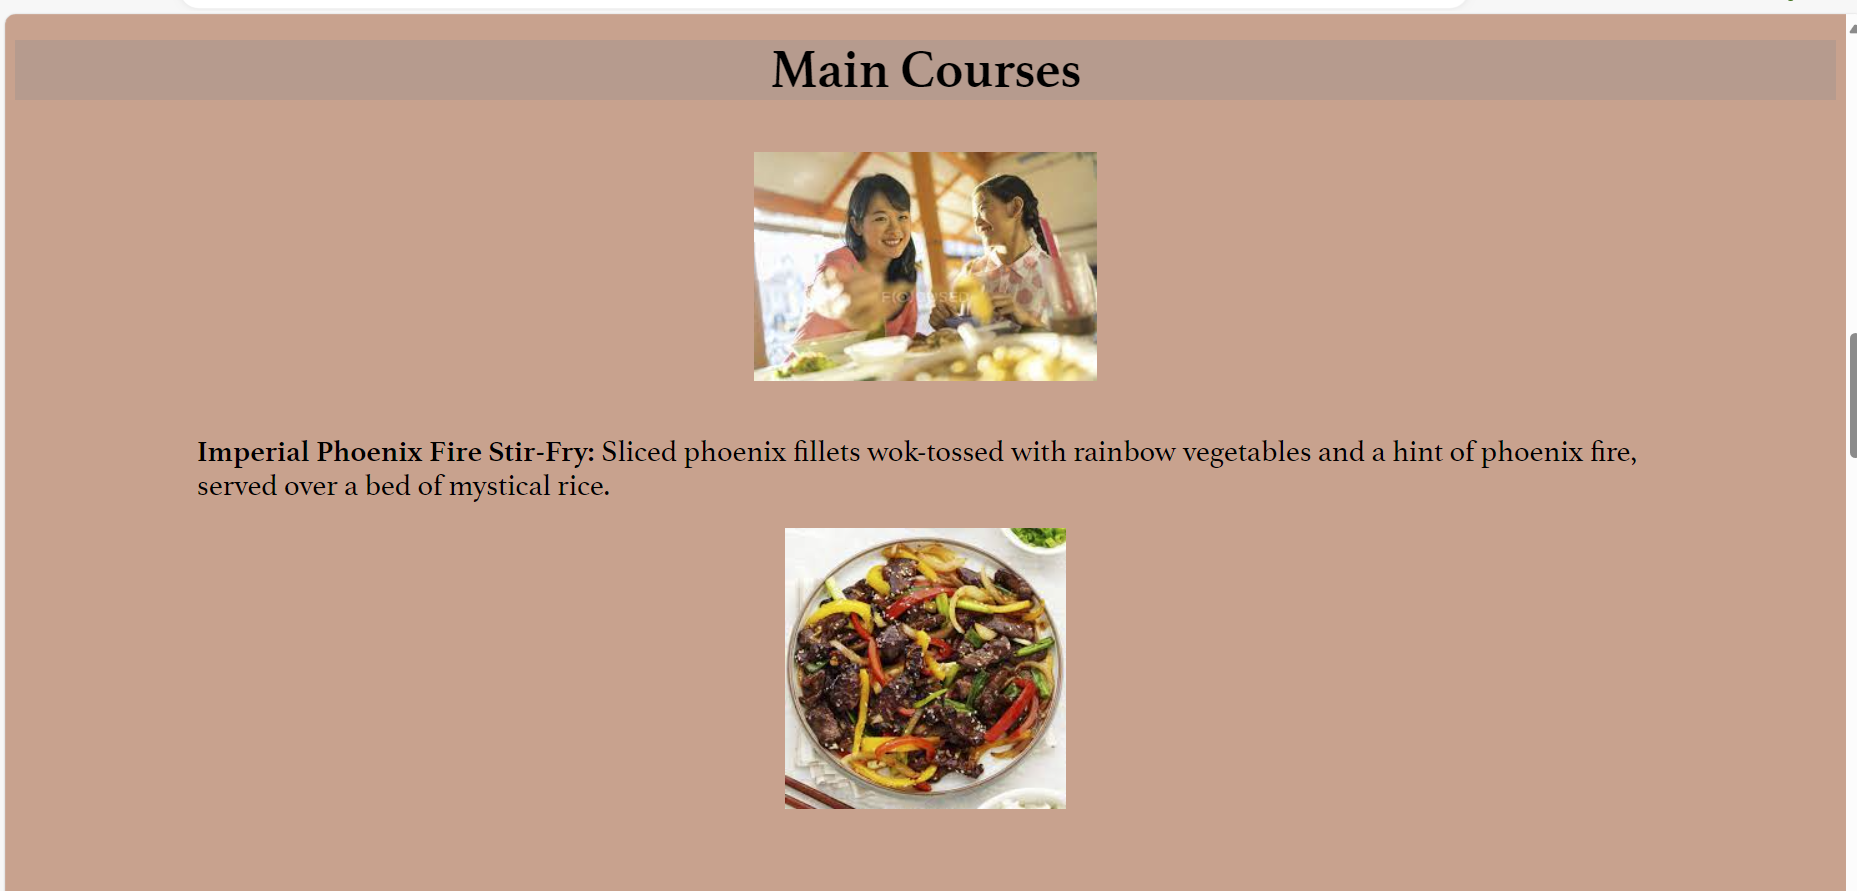 Main Courses
F(O)CUSED
Imperial Phoenix Fire Stir-Fry: Sliced phoenix fillets wok-tossed with rainbow vegetables and a hint of phoenix fire,
served over a bed of mystical rice.